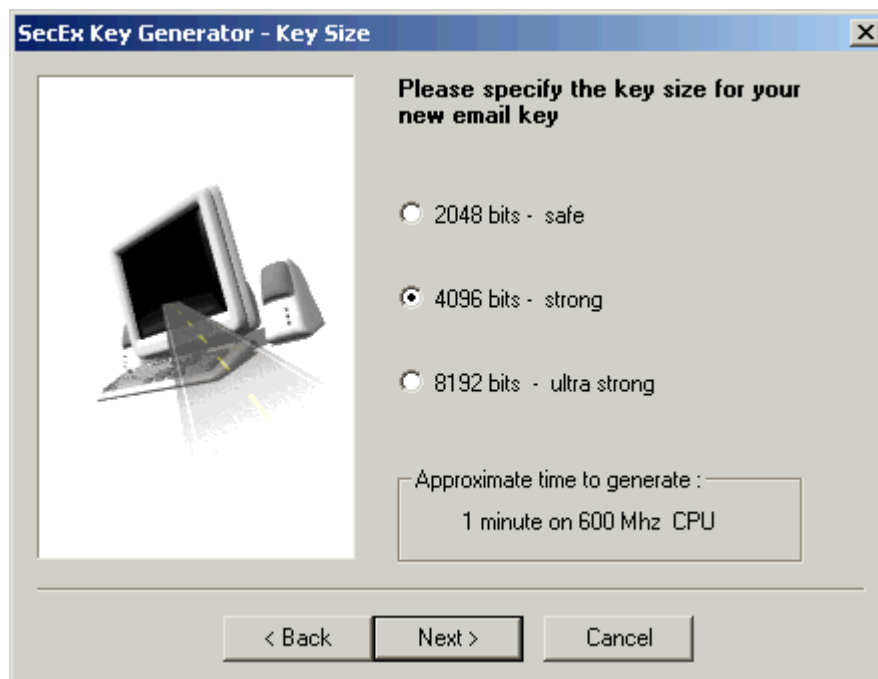 SecEx Key Generator - Key Size
Please specify the key size for your
new email key
2048 bits - safe
4096 bits - strong
8192 bits - ultra strong
Approximate time to generate :
1 minute on 600 Mhz CPU
< Back
Next >
Cancel